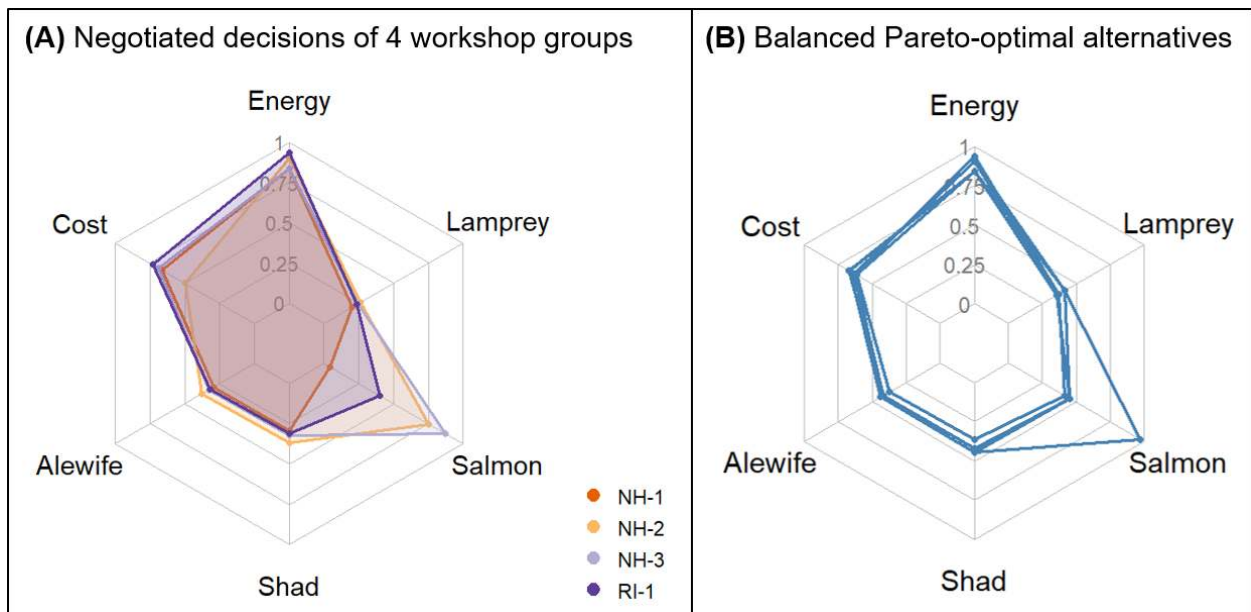 (A) Negotiated decisions of 4 workshop groups
Energy
1
0.75
0.5
0.25
0
Cost
Lamprey
Alewife
Salmon
Shad
NH-1
NH-2
NH-3
RI-1
(B) Balanced Pareto-optimal alternatives
Energy
1
0.75
0.5
0.25
0
Cost
Lamprey
Alewife
Salmon
Shad